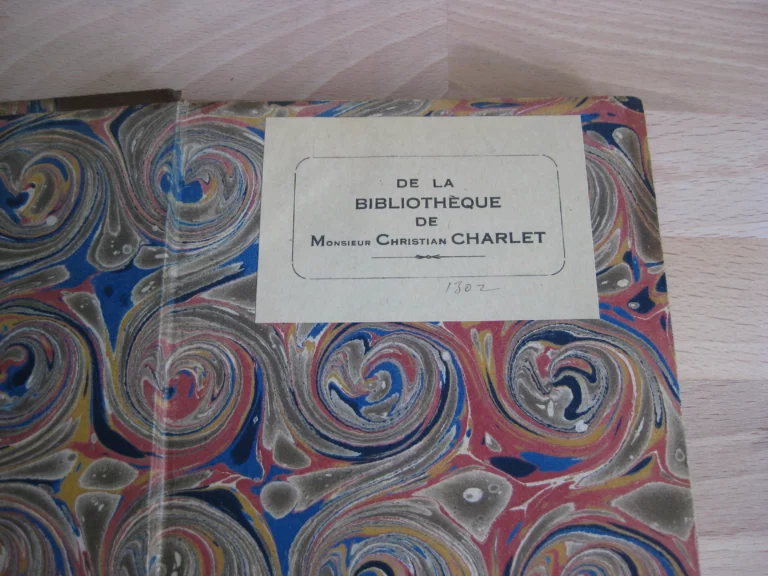 DE LA
BIBLIOTHÈQUE
DE
Monsieur Christian CHARLET
1302